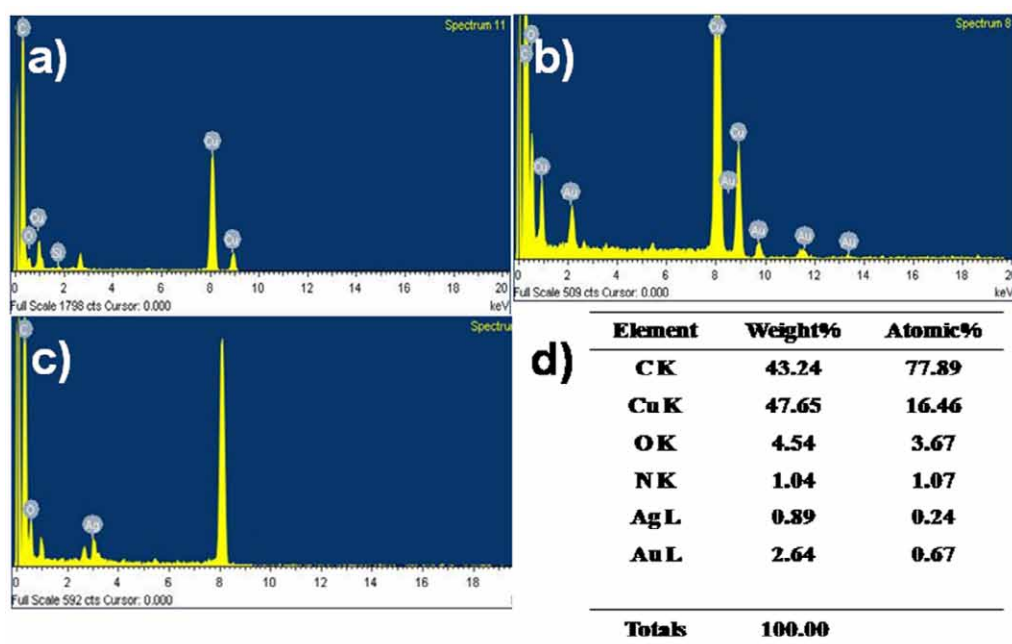 a)
Spectrum 11
C
Cu
Cu
O
Si
Cu
0 2 4 6 8 10 12 14 16 18 20
Full Scale 1798 cts Cursor: 0.000 keV
b)
Spectrum 8
O
C
Cu
Cu
Cu
Au
Au
Au
Au
Au
0 2 4 6 8 10 12 14 16 18 20
Full Scale 509 cts Cursor: 0.000 keV
c)
Spectrum
C
O
Ag
0 2 4 6 8 10 12 14 16 18
Full Scale 592 cts Cursor: 0.000
d)
Element Weight% Atomic%
C K 43.24 77.89
Cu K 47.65 16.46
O K 4.54 3.67
N K 1.04 1.07
Ag L 0.89 0.24
Au L 2.64 0.67
Totals 100.00